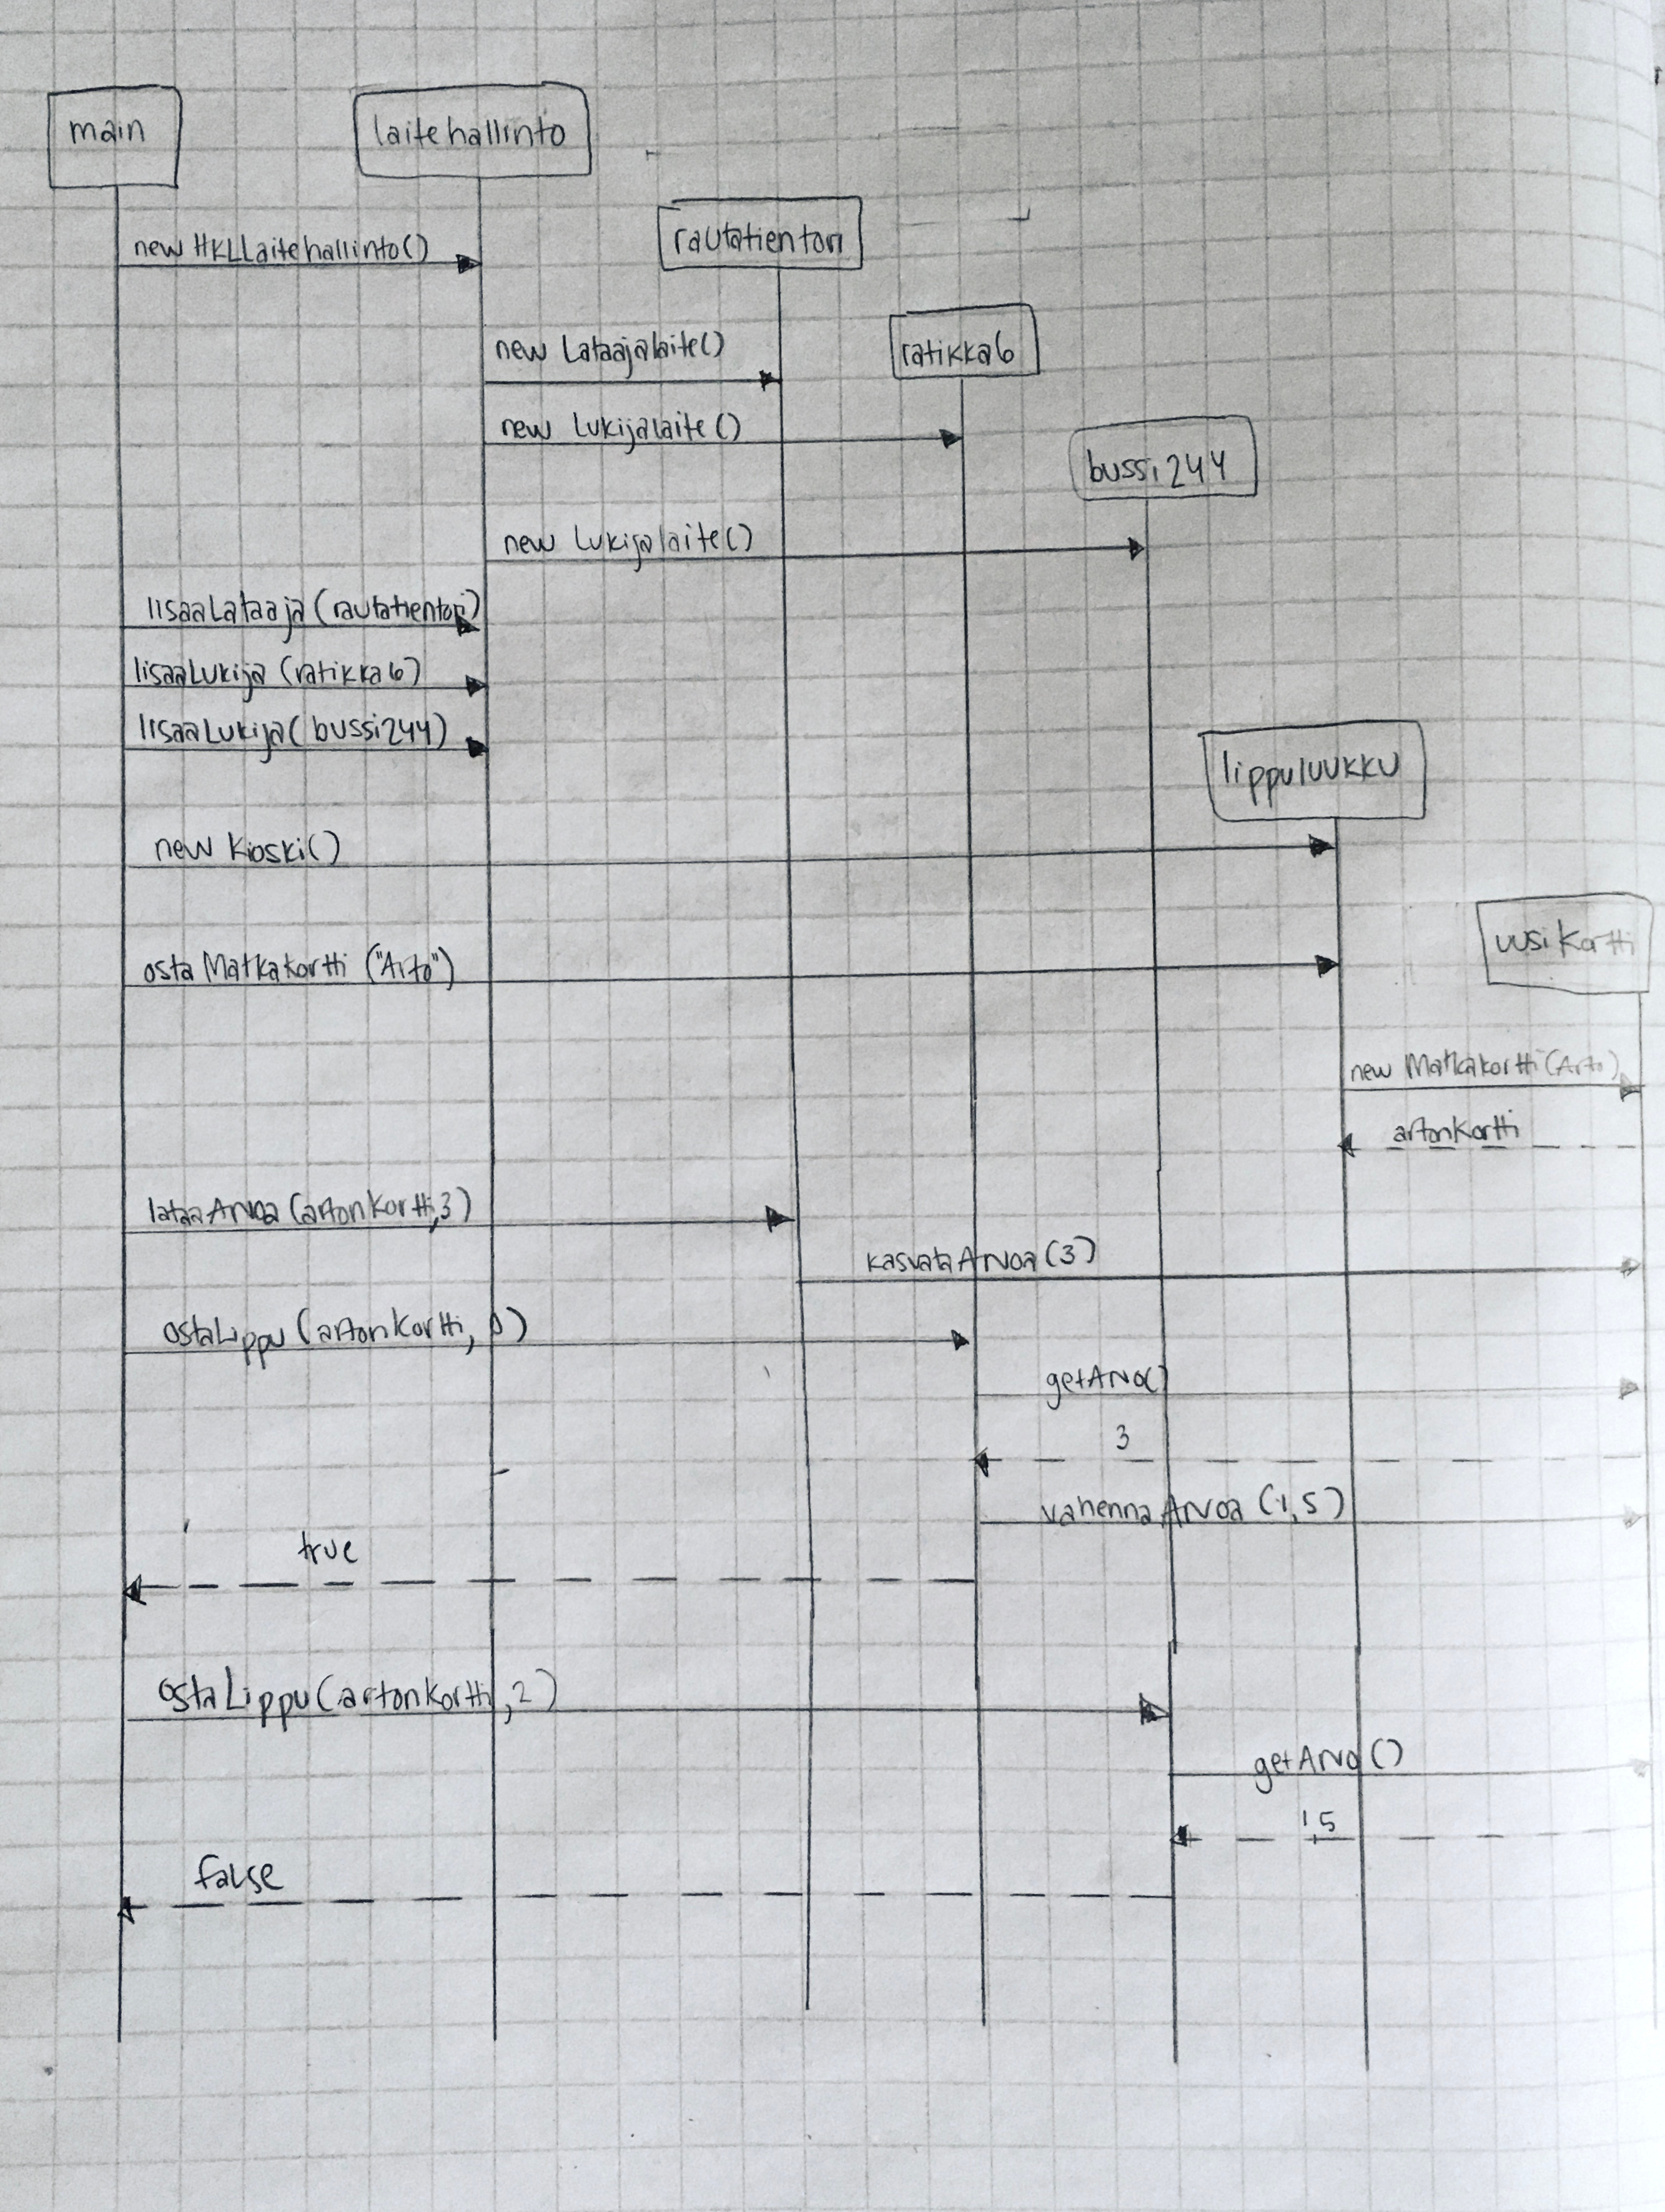 main
laitehallinto
new HKLLaitehallinto()
rautatientori
new Lataajalaite()
ratikka6
new Lukijalaite()
bussi244
new Lukijalaite()
lisaaLataaja(rautatientori)
lisaaLukija(ratikka6)
lisaaLukija(bussi244)
lippuluukku
new Kioski()
uusiKortti
ostaMatkakortti("Arto")
new Matkakortti(Arto)
artonKortti
lataaArvoa(artonKortti,3)
kasvataArvoa(3)
ostaLippu(artonKortti, 0)
getArvo()
3
vahennaArvoa(1,5)
true
ostaLippu(artonKortti,2)
getArvo()
1,5
false